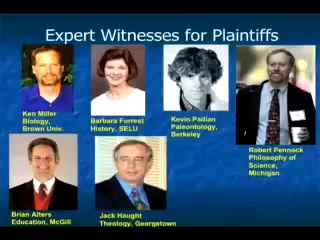 Expert Witnesses for Plaintiffs
Ken Miller
Biology,
Brown Univ.
Barbara Forrest
History, SELU
Kevin Padian
Paleontology,
Berkeley
Robert Pennock
Philosophy of
Science,
Michigan
Brian Alters
Education, McGill
Jack Haught
Theology, Georgetown